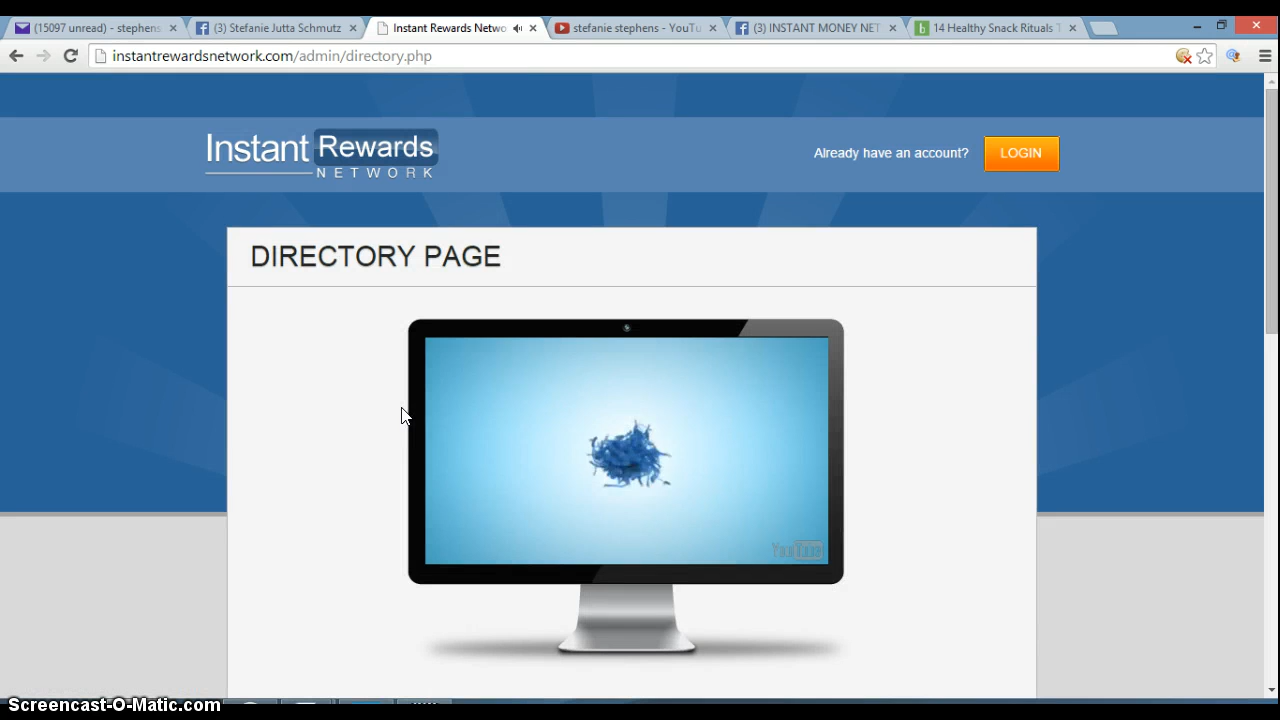 (15097 unread) - stephens
(3) Stefanie Jutta Schmutz
Instant Rewards Netwo
stefanie stephens - YouTu
(3) INSTANT MONEY NET
14 Healthy Snack Rituals T
instantrewardsnetwork.com/admin/directory.php
Instant Rewards
NETWORK
Already have an account?
LOGIN
DIRECTORY PAGE
YouTube
Screencast-O-Matic.com